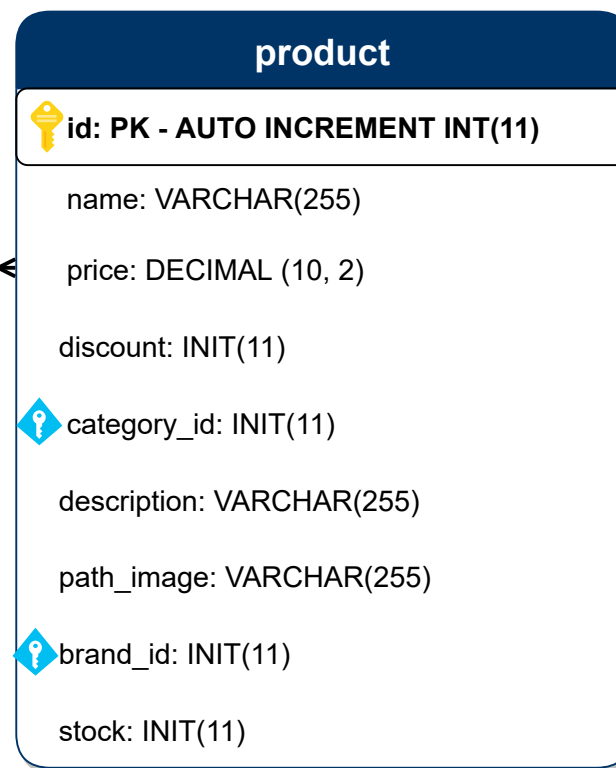 product
id: PK - AUTO INCREMENT INT(11)
name: VARCHAR(255)
price: DECIMAL (10, 2)
discount: INIT(11)
category_id: INIT(11)
description: VARCHAR(255)
path_image: VARCHAR(255)
brand_id: INIT(11)
stock: INIT(11)